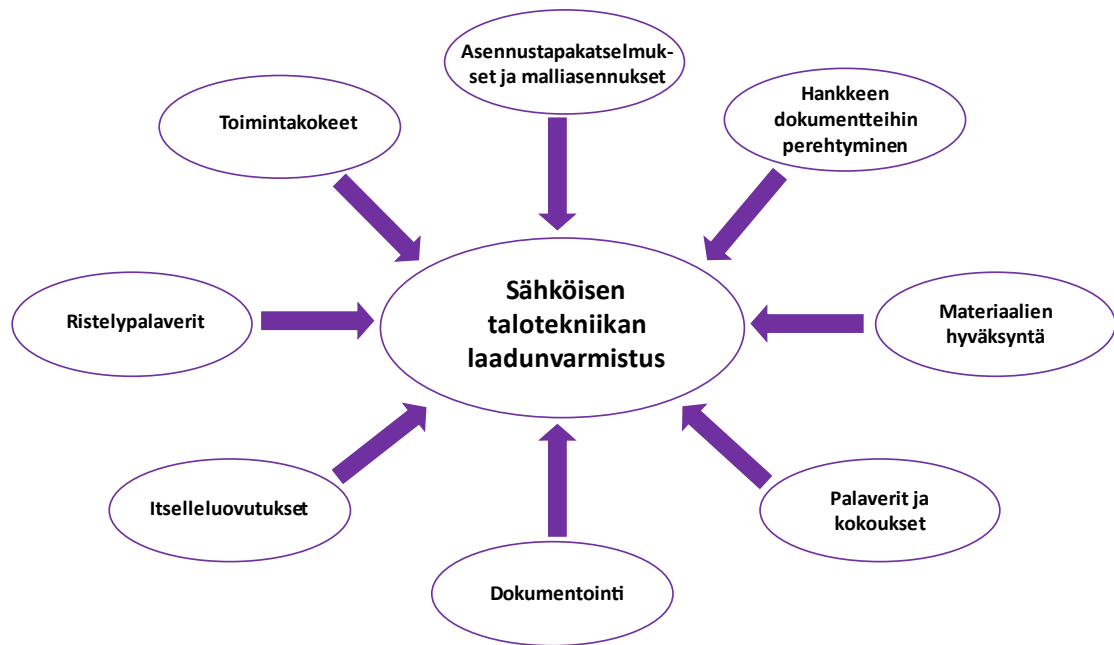 Asennustapakatselmuk-
set ja malliasennukset
Hankkeen
dokumentteihin
perehtyminen
Toimintakokeet
Sähköisen
talotekniikan
laadunvarmistus
Ristelypalaverit
Materiaalien
hyväksyntä
Itselleluovutukset
Palaverit ja
kokoukset
Dokumentointi